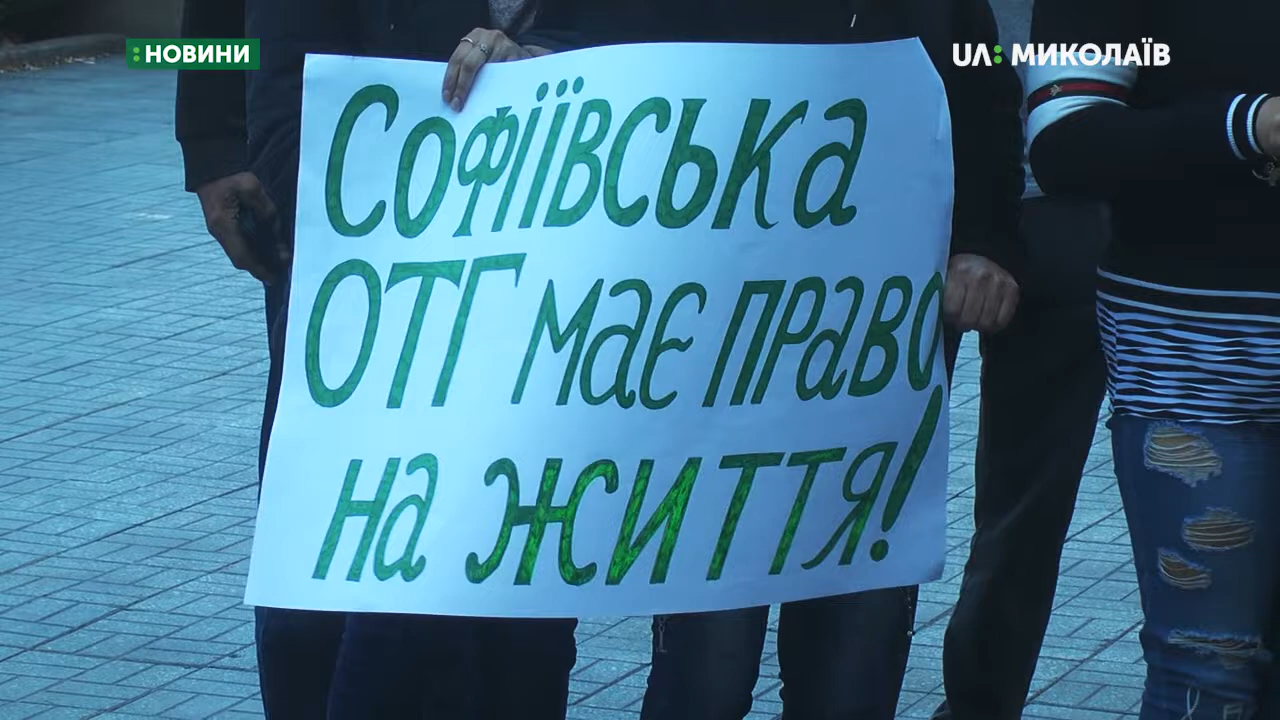 :НОВИНИ
UA: МИКОЛАЇВ
Софіївська
ОТГ має право
на життя!